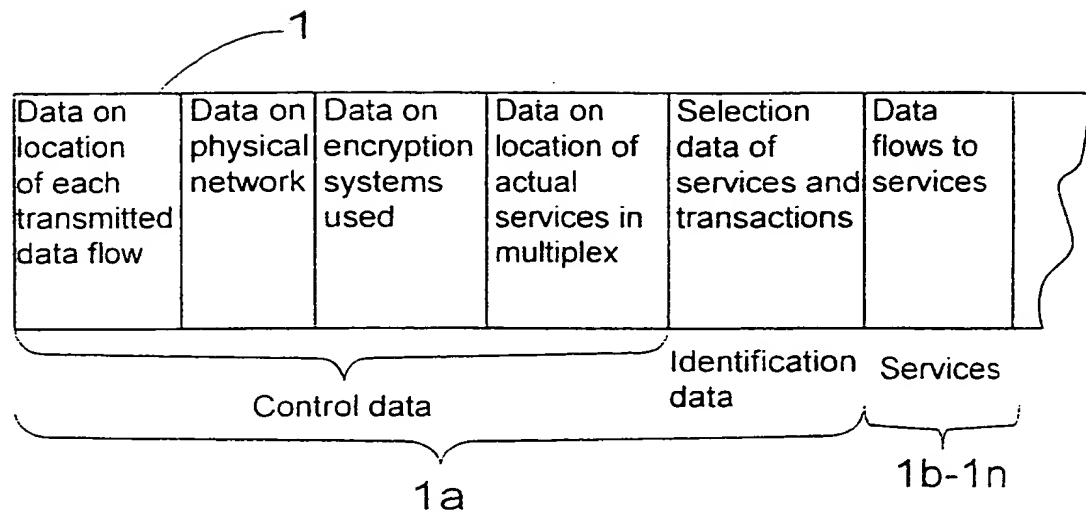 1
Data on
location
of each
transmitted
data flow
Data on
physical
network
Data on
encryption
systems
used
Data on
location of
actual
services in
multiplex
Selection
data of
services and
transactions
Data
flows to
services
Control data
Identification
data
Services
1a
1b-1n